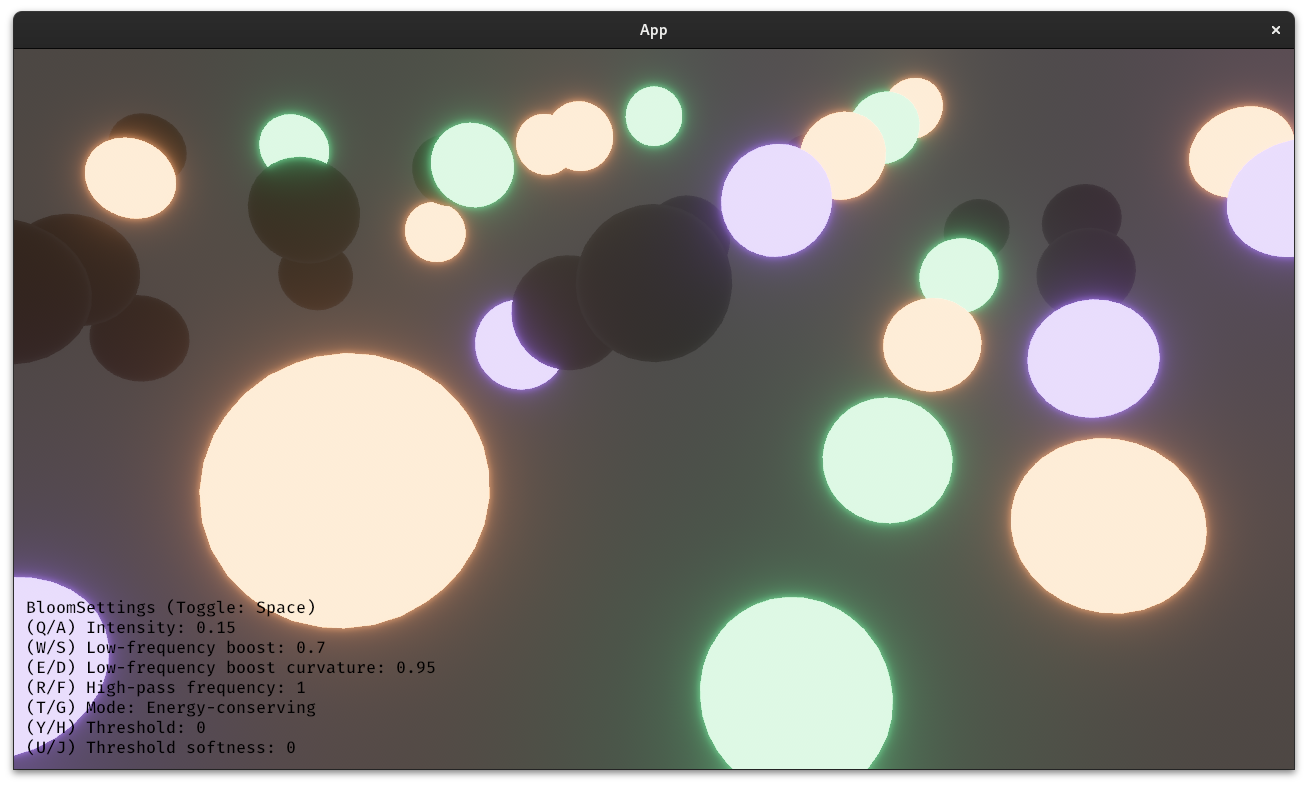 App
BloomSettings (Toggle: Space)
(Q/A) Intensity: 0.15
(W/S) Low-frequency boost: 0.7
(E/D) Low-frequency boost curvature: 0.95
(R/F) High-pass frequency: 1
(T/G) Mode: Energy-conserving
(Y/H) Threshold: 0
(U/J) Threshold softness: 0